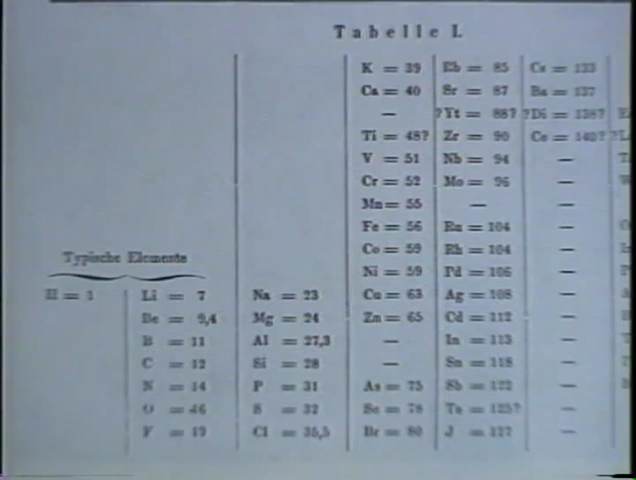 Tabelle I.
K = 39 Rb = 85 Cs = 133
Ca = 40 Sr = 87 Ba = 137
— ?Yt = 88? ?Di = 138?
Ti = 48? Zr = 90 Ce = 140?
V = 51 Nb = 94 —
Cr = 52 Mo = 96 —
Mn = 55 — —
Fe = 56 Ru = 104 —
Co = 59 Rh = 104 —
Typische Elemente
Ni = 59 Pd = 106 —
H = 1 Li = 7 Na = 23 Cu = 63 Ag = 108 —
Be = 9,4 Mg = 24 Zn = 65 Cd = 112 —
B = 11 Al = 27,3 — In = 113 —
C = 12 Si = 28 — Sn = 118 —
N = 14 P = 31 As = 75 Sb = 122 —
O = 16 S = 32 Se = 78 Te = 125? —
F = 19 Cl = 35,5 Br = 80 J = 127 —